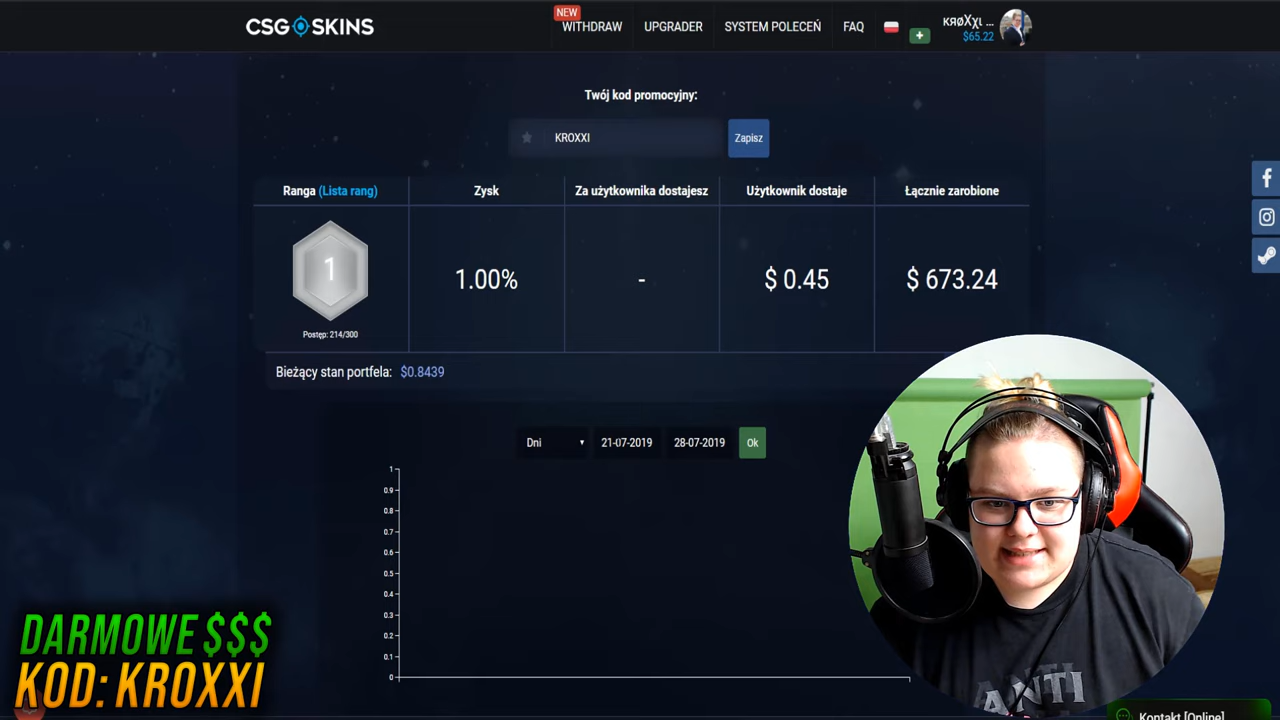 CSG SKINS
NEW
WITHDRAW
UPGRADER
SYSTEM POLECEŃ
FAQ
кяøXχι ...
$65.22
Twój kod promocyjny:
KROXXI
Zapisz
Ranga (Lista rang)
Zysk
Za użytkownika dostajesz
Użytkownik dostaje
Łącznie zarobione
1
Postęp: 214/300
1.00%
-
$ 0.45
$ 673.24
Bieżący stan portfela: $0.8439
Dni
21-07-2019
28-07-2019
Ok
1
0.9
0.8
0.7
0.6
0.5
0.4
0.3
0.2
0.1
0
DARMOWE $$$
KOD: KROXXI
ANTI
Kontakt [Online]